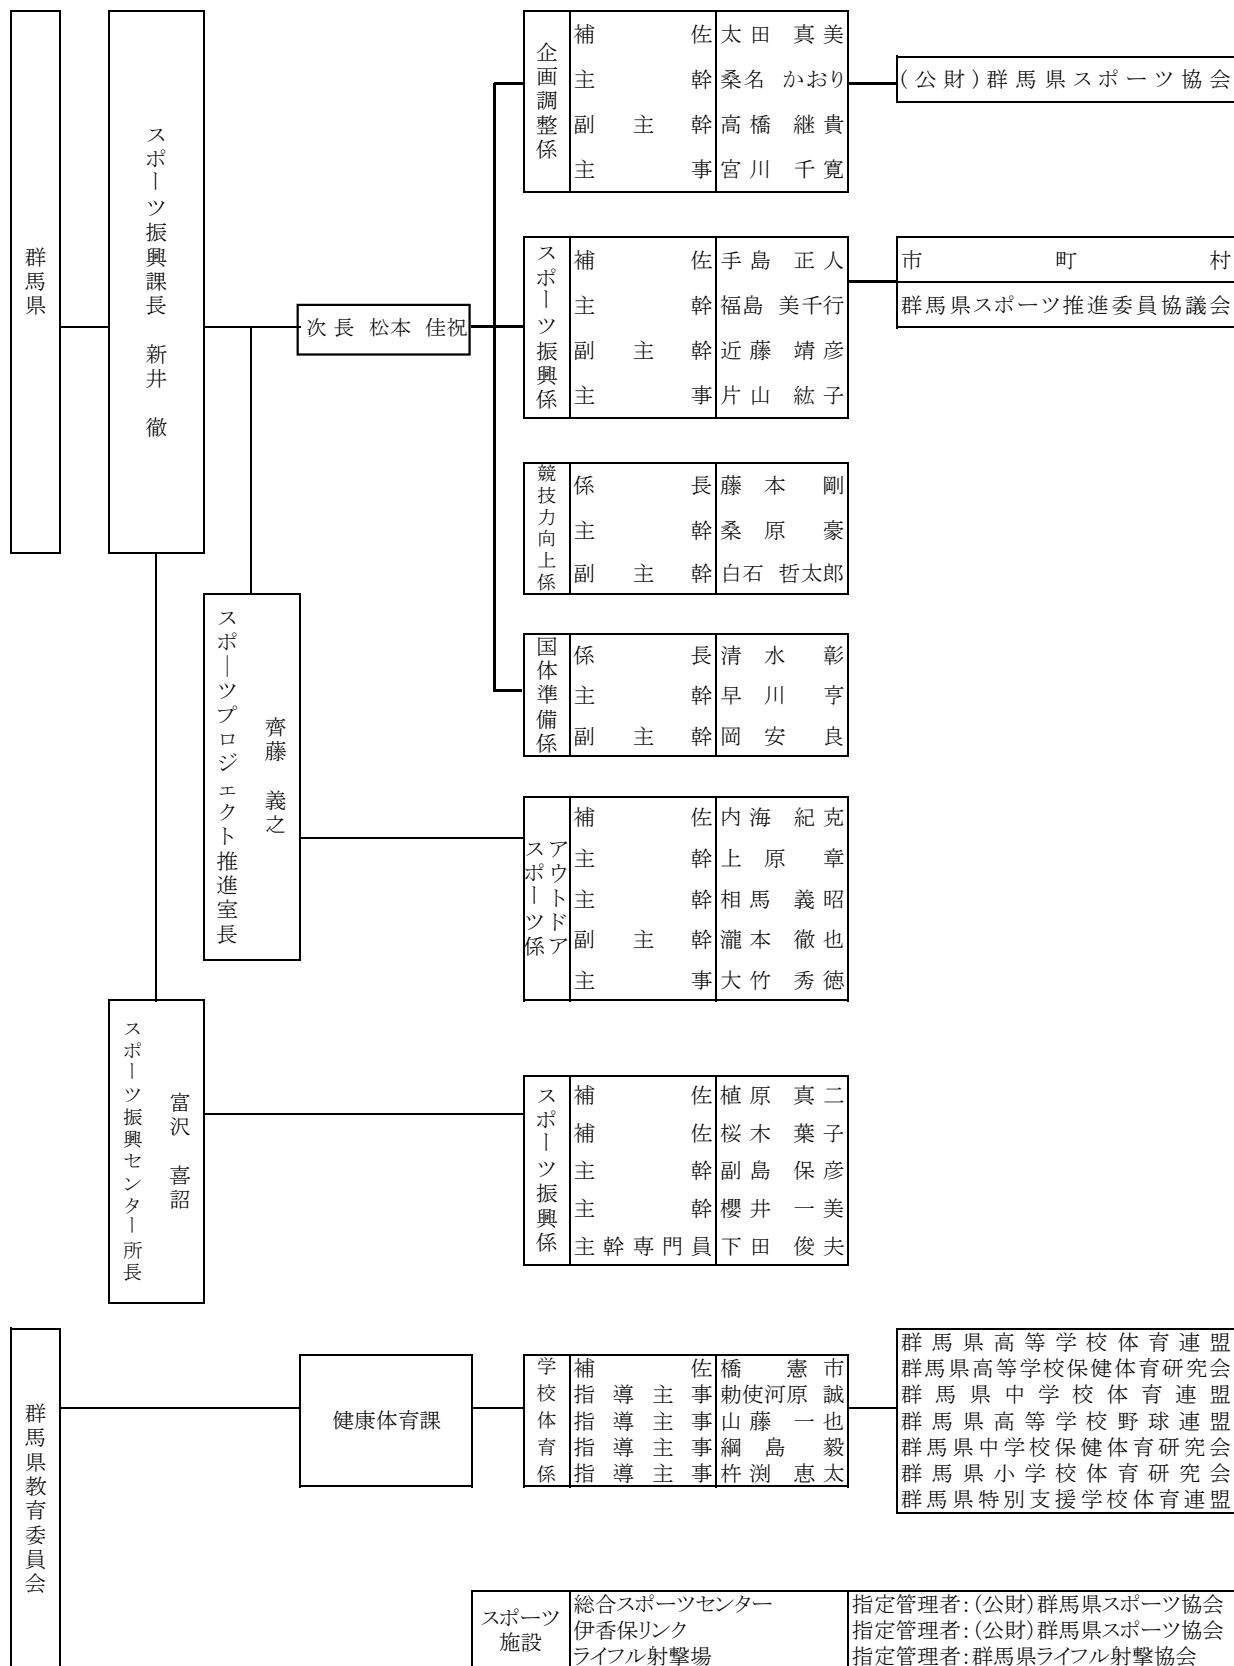 群馬県
スポーツ振興課長 新井 徹
次長 松本 佳祝
企画調整係
補佐 太田 真美
主幹 桑名 かおり
副主幹 高橋 継貴
主事 宮川 千寛
(公財)群馬県スポーツ協会
スポーツ振興係
補佐 手島 正人
主幹 福島 美千行
副主幹 近藤 靖彦
主事 片山 紘子
市町村
群馬県スポーツ推進委員協議会
競技力向上係
係長 藤本 剛
主幹 桑原 豪
副主幹 白石 哲太郎
国体準備係
係長 清水 彰
主幹 早川 亨
副主幹 岡安 良
スポーツプロジェクト推進室長
齊藤 義之
アウトドア
スポーツ係
補佐 内海 紀克
主幹 上原 章
主幹 相馬 義昭
副主幹 瀧本 徹也
主事 大竹 秀徳
スポーツ振興センター所長
富沢 喜詔
スポーツ振興係
補佐 植原 真二
補佐 桜木 葉子
主幹 副島 保彦
主幹 櫻井 一美
主幹専門員 下田 俊夫
群馬県教育委員会
健康体育課
学校体育係
補佐 橋 憲市
指導主事 勅使河原 誠
指導主事 山藤 一也
指導主事 綱島 毅
指導主事 杵渕 恵太
群馬県高等学校体育連盟
群馬県高等学校保健体育研究会
群馬県中学校体育連盟
群馬県高等学校野球連盟
群馬県中学校保健体育研究会
群馬県小学校体育研究会
群馬県特別支援学校体育連盟
スポーツ
施設
総合スポーツセンター 指定管理者:(公財)群馬県スポーツ協会
伊香保リンク 指定管理者:(公財)群馬県スポーツ協会
ライフル射撃場 指定管理者:群馬県ライフル射撃協会